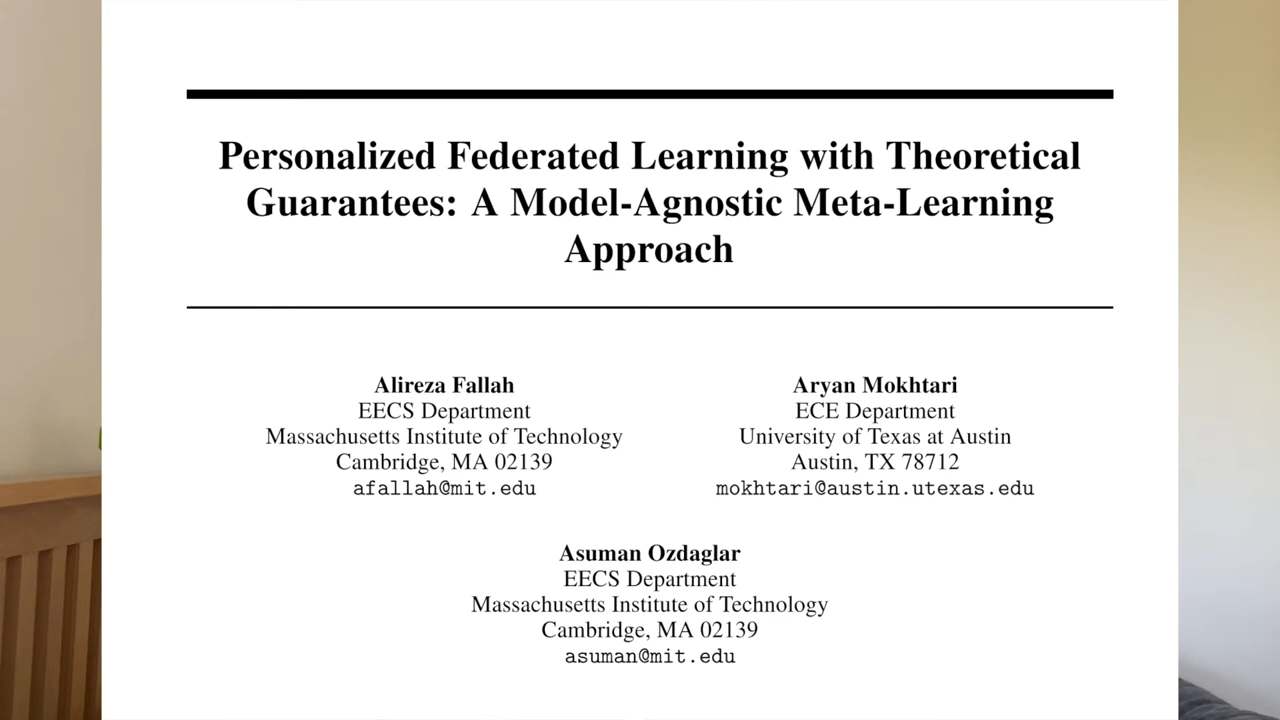 Personalized Federated Learning with Theoretical
Guarantees: A Model-Agnostic Meta-Learning
Approach
Alireza Fallah
EECS Department
Massachusetts Institute of Technology
Cambridge, MA 02139
afallah@mit.edu
Aryan Mokhtari
ECE Department
University of Texas at Austin
Austin, TX 78712
mokhtari@austin.utexas.edu
Asuman Ozdaglar
EECS Department
Massachusetts Institute of Technology
Cambridge, MA 02139
asuman@mit.edu